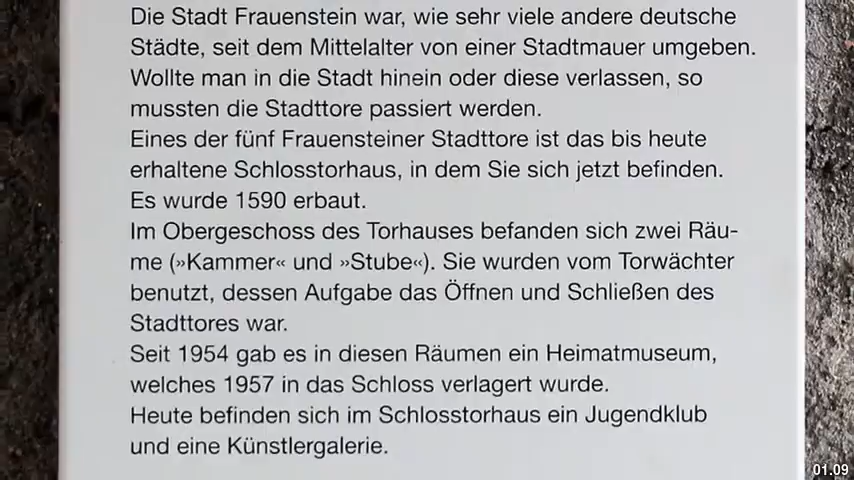 Die Stadt Frauenstein war, wie sehr viele andere deutsche
Städte, seit dem Mittelalter von einer Stadtmauer umgeben.
Wollte man in die Stadt hinein oder diese verlassen, so
mussten die Stadttore passiert werden.
Eines der fünf Frauensteiner Stadttore ist das bis heute
erhaltene Schlosstorhaus, in dem Sie sich jetzt befinden.
Es wurde 1590 erbaut.
Im Obergeschoss des Torhauses befanden sich zwei Räu-
me (»Kammer« und »Stube«). Sie wurden vom Torwächter
benutzt, dessen Aufgabe das Öffnen und Schließen des
Stadttores war.
Seit 1954 gab es in diesen Räumen ein Heimatmuseum,
welches 1957 in das Schloss verlagert wurde.
Heute befinden sich im Schlosstorhaus ein Jugendklub
und eine Künstlergalerie.
01.09